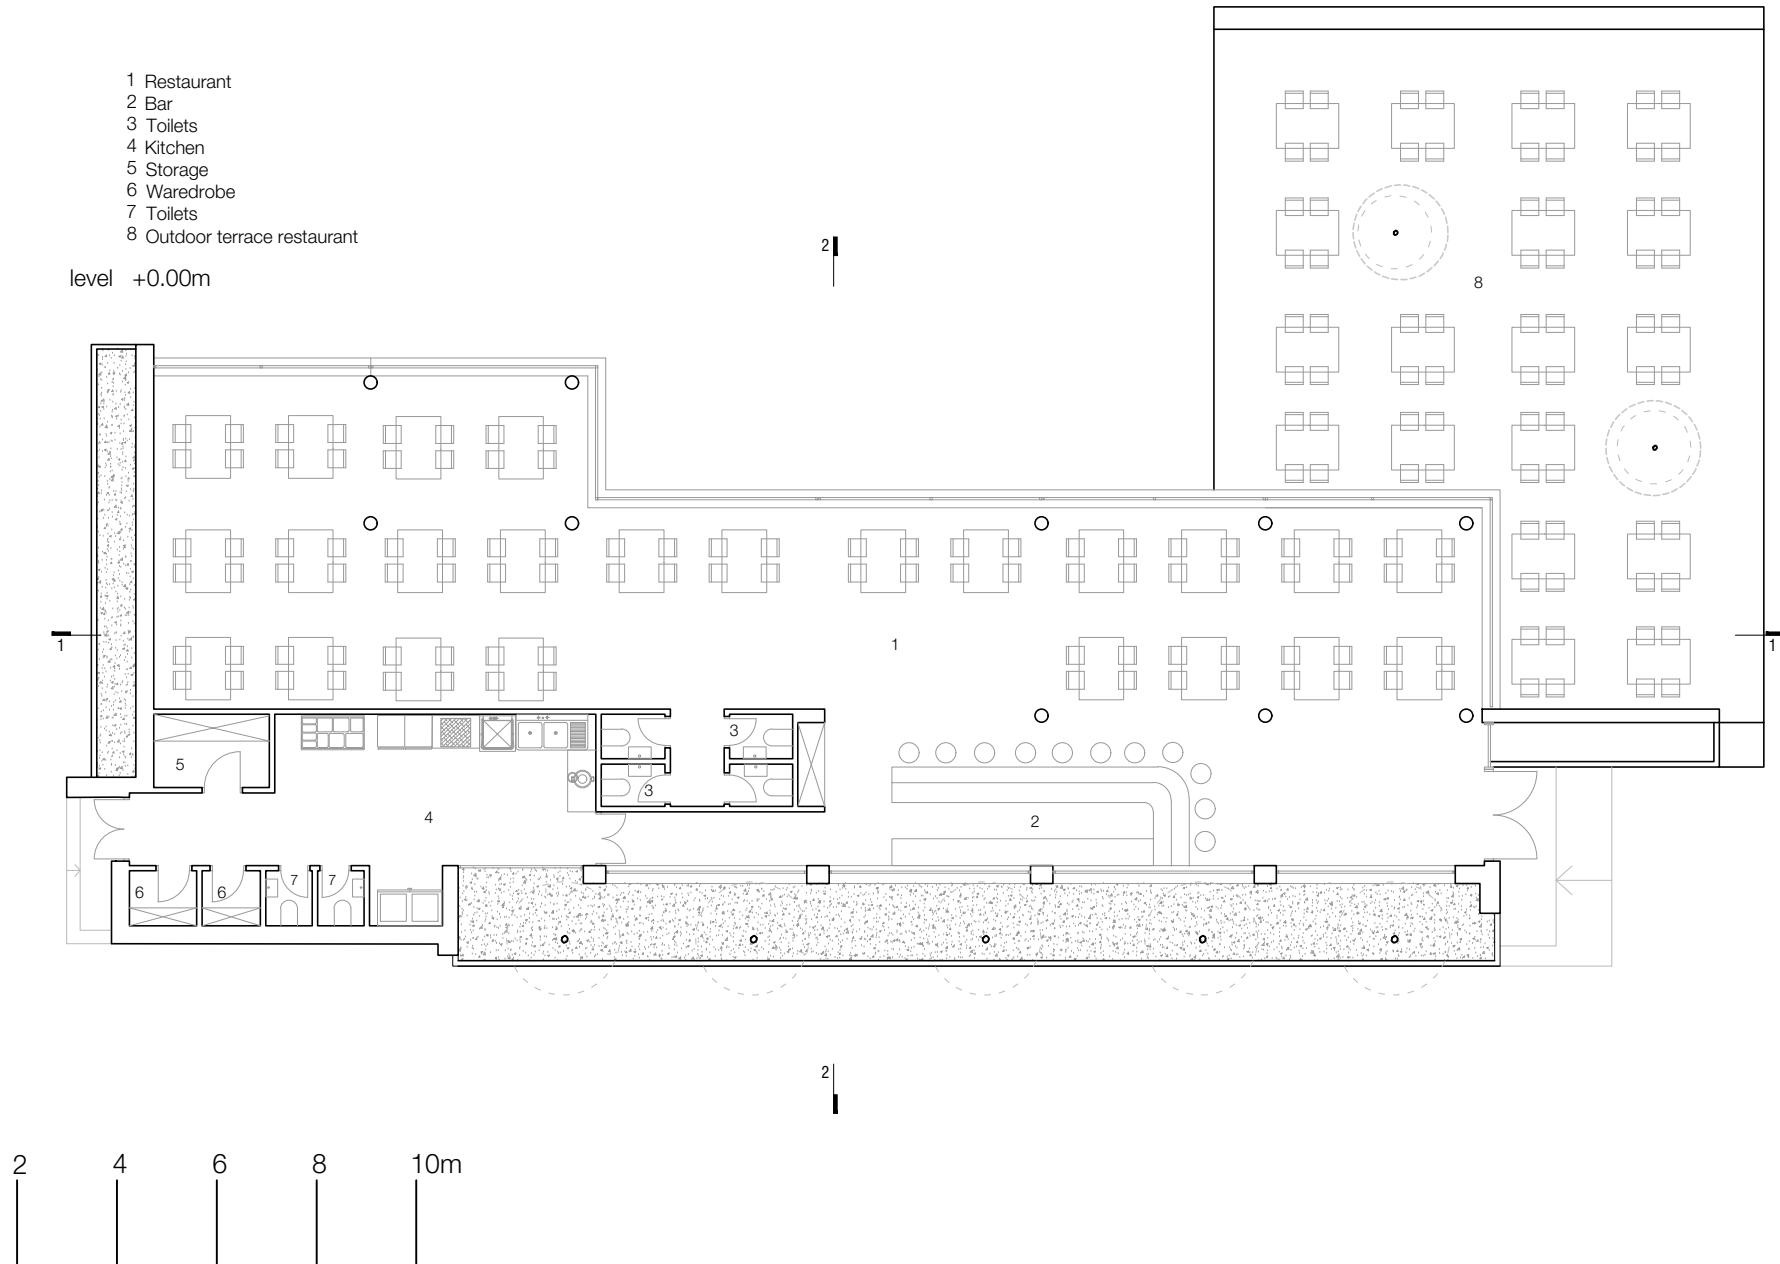 1 Restaurant
2 Bar
3 Toilets
4 Kitchen
5 Storage
6 Waredrobe
7 Toilets
8 Outdoor terrace restaurant
level +0.00m
2
8
1
1
1
3
5
3
4
2
6
6
7
7
2
2 4 6 8 10m